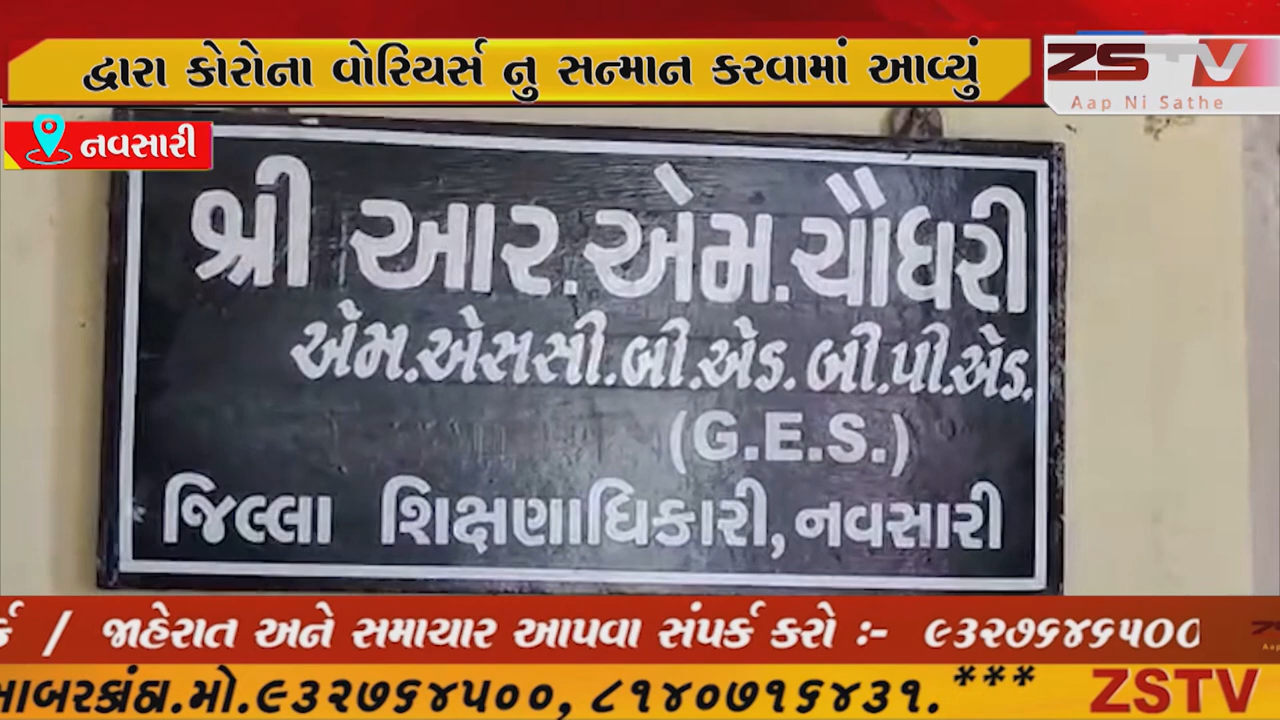 દ્વારા કોરોના વોરિયર્સ નુ સન્માન કરવામાં આવ્યું
ZSTV
Aap Ni Sathe
નવસારી
શ્રી આર.એમ.ચૌધરી
એમ.એસસી.બી.એડ. બી.પી.એડ.
(G.E.S.)
જિલ્લા શિક્ષણાધિકારી, નવસારી
/ જાહેરાત અને સમાચાર આપવા સંપર્ક કરો :- ૯૩૨૭૬૪૬૫૦૦
સાબરકાંઠા.મો.૯૩૨૭૬૪૫૦૦, ૮૧૪૦૭૧૬૪૩૧.*** ZSTV